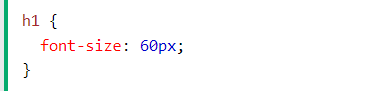 h1 {
  font-size: 60px;
}